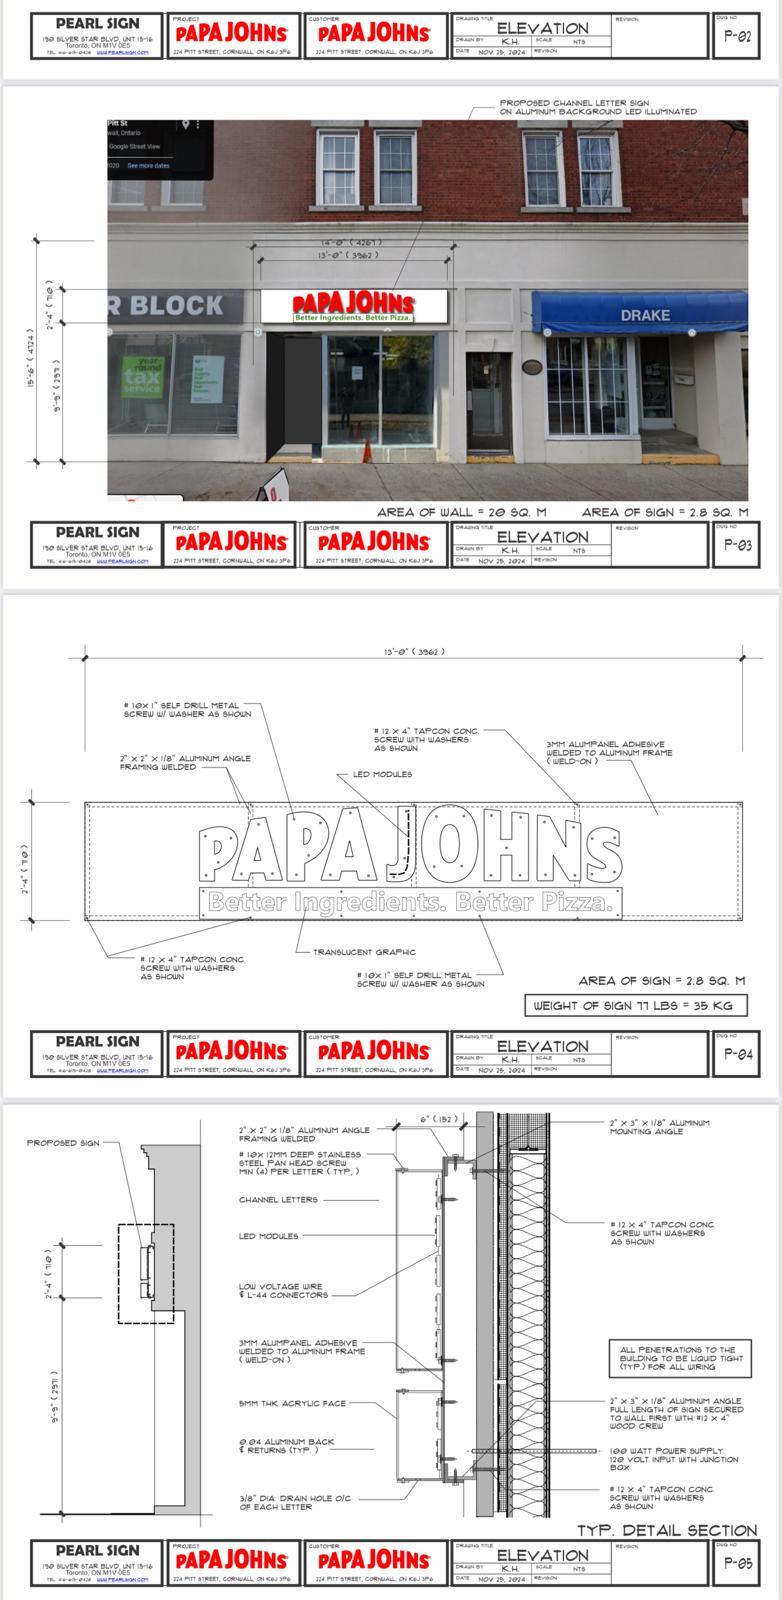 PEARL SIGN
190 SILVER STAR BLVD, UNIT 15-16
Toronto, ON M1V 0E5
TEL 416-615-0428 WWW.PEARLSIGN.COM
PROJECT
PAPA JOHNS
224 PITT STREET, CORNWALL, ON K6J 3P6
CUSTOMER
PAPA JOHNS
224 PITT STREET, CORNWALL, ON K6J 3P6
DRAWING TITLE
ELEVATION
DRAWN BY K.H. SCALE NTS
DATE NOV 25, 2024 REVISION
REVISION
DWG NO
P-02
PROPOSED CHANNEL LETTER SIGN
ON ALUMINUM BACKGROUND LED ILLUMINATED
Pitt St
wall, Ontario
Google Street View
2020 See more dates
14'-0" ( 4267 )
13'-0" ( 3962 )
15'-6" ( 4724 )
2'-4" ( 710 )
9'-9" ( 2971 )
R BLOCK
PAPA JOHNS
Better Ingredients. Better Pizza.
DRAKE
year-
round
tax
service
AREA OF WALL = 20 SQ. M
AREA OF SIGN = 2.8 SQ. M
PEARL SIGN
190 SILVER STAR BLVD, UNIT 15-16
Toronto, ON M1V 0E5
TEL 416-615-0428 WWW.PEARLSIGN.COM
PROJECT
PAPA JOHNS
224 PITT STREET, CORNWALL, ON K6J 3P6
CUSTOMER
PAPA JOHNS
224 PITT STREET, CORNWALL, ON K6J 3P6
DRAWING TITLE
ELEVATION
DRAWN BY K.H. SCALE NTS
DATE NOV 25, 2024 REVISION
REVISION
DWG NO
P-03
13'-0" ( 3962 )
# 10X 1" SELF DRILL METAL
SCREW W/ WASHER AS SHOWN
2" X 2" X 1/8" ALUMINUM ANGLE
FRAMING WELDED
LED MODULES
# 12 X 4" TAPCON CONC.
SCREW WITH WASHERS
AS SHOWN
3MM ALUMPANEL ADHESIVE
WELDED TO ALUMINUM FRAME
( WELD-ON )
2'-4" ( 710 )
PAPA JOHNS
Better Ingredients. Better Pizza.
# 12 X 4" TAPCON CONC.
SCREW WITH WASHERS
AS SHOWN
TRANSLUCENT GRAPHIC
# 10X 1" SELF DRILL METAL
SCREW W/ WASHER AS SHOWN
AREA OF SIGN = 2.8 SQ. M
WEIGHT OF SIGN 77 LBS = 35 KG
PEARL SIGN
190 SILVER STAR BLVD, UNIT 15-16
Toronto, ON M1V 0E5
TEL 416-615-0428 WWW.PEARLSIGN.COM
PROJECT
PAPA JOHNS
224 PITT STREET, CORNWALL, ON K6J 3P6
CUSTOMER
PAPA JOHNS
224 PITT STREET, CORNWALL, ON K6J 3P6
DRAWING TITLE
ELEVATION
DRAWN BY K.H. SCALE NTS
DATE NOV 25, 2024 REVISION
REVISION
DWG NO
P-04
PROPOSED SIGN
2'-4" ( 710 )
9'-9" ( 2971 )
6" ( 152 )
2" X 2" X 1/8" ALUMINUM ANGLE
FRAMING WELDED
# 10X 12MM DEEP STAINLESS
STEEL PAN HEAD SCREW
MIN (4) PER LETTER ( TYP, )
CHANNEL LETTERS
LED MODULES
LOW VOLTAGE WIRE
& L-44 CONNECTORS
3MM ALUMPANEL ADHESIVE
WELDED TO ALUMINUM FRAME
( WELD-ON )
5MM THK ACRYLIC FACE
0.04 ALUMINUM BACK
& RETURNS (TYP. )
3/8" DIA. DRAIN HOLE O/C
OF EACH LETTER
2" X 3" X 1/8" ALUMINUM
MOUNTING ANGLE
# 12 X 4" TAPCON CONC.
SCREW WITH WASHERS
AS SHOWN
ALL PENETRATIONS TO THE
BUILDING TO BE LIQUID TIGHT
(TYP.) FOR ALL WIRING
2" X 3" X 1/8" ALUMINUM ANGLE
FULL LENGTH OF SIGN SECURED
TO WALL FIRST WITH #12 X 4"
WOOD CREW
100 WATT POWER SUPPLY
120 VOLT INPUT WITH JUNCTION
BOX
# 12 X 4" TAPCON CONC.
SCREW WITH WASHERS
AS SHOWN
TYP. DETAIL SECTION
PEARL SIGN
190 SILVER STAR BLVD, UNIT 15-16
Toronto, ON M1V 0E5
TEL 416-615-0428 WWW.PEARLSIGN.COM
PROJECT
PAPA JOHNS
224 PITT STREET, CORNWALL, ON K6J 3P6
CUSTOMER
PAPA JOHNS
224 PITT STREET, CORNWALL, ON K6J 3P6
DRAWING TITLE
ELEVATION
DRAWN BY K.H. SCALE NTS
DATE NOV 25, 2024 REVISION
REVISION
DWG NO
P-05